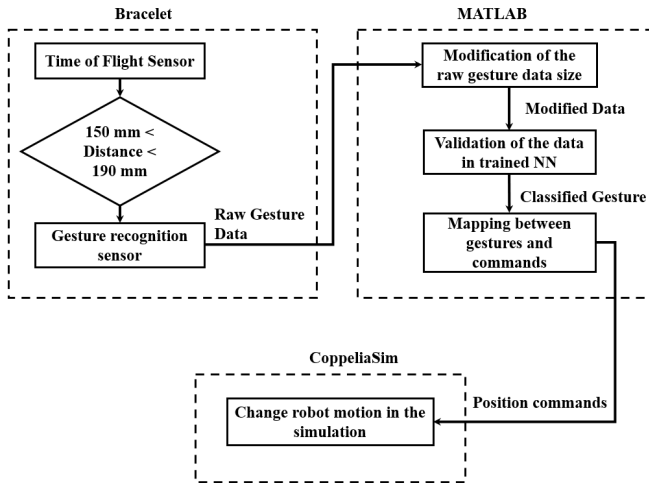 Bracelet
Time of Flight Sensor
150 mm <
Distance <
190 mm
Gesture recognition
sensor
Raw Gesture
Data
MATLAB
Modification of the
raw gesture data size
Modified Data
Validation of the data
in trained NN
Classified Gesture
Mapping between
gestures and
commands
Position commands
CoppeliaSim
Change robot motion in the
simulation